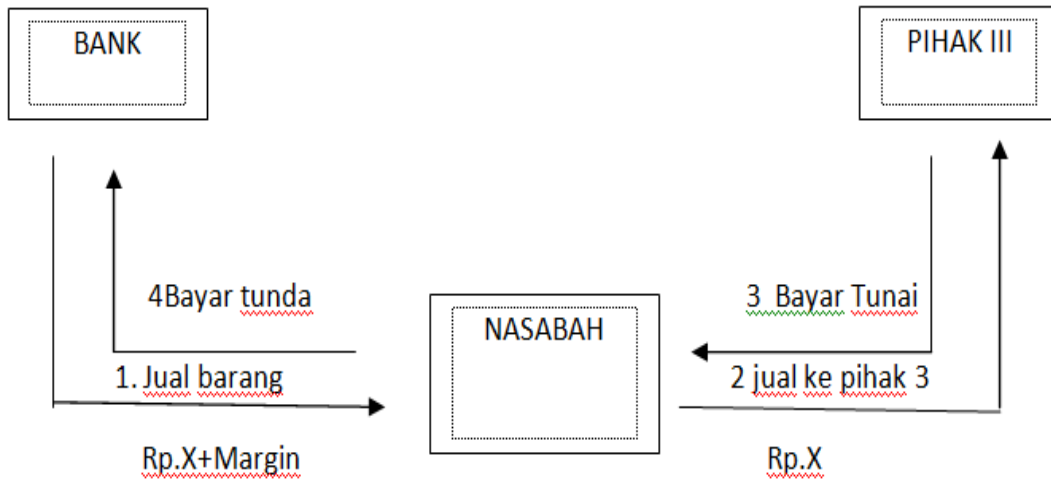 BANK
PIHAK III
4Bayar tunda
3 Bayar Tunai
NASABAH
1. Jual barang
2 jual ke pihak 3
Rp.X+Margin
Rp.X